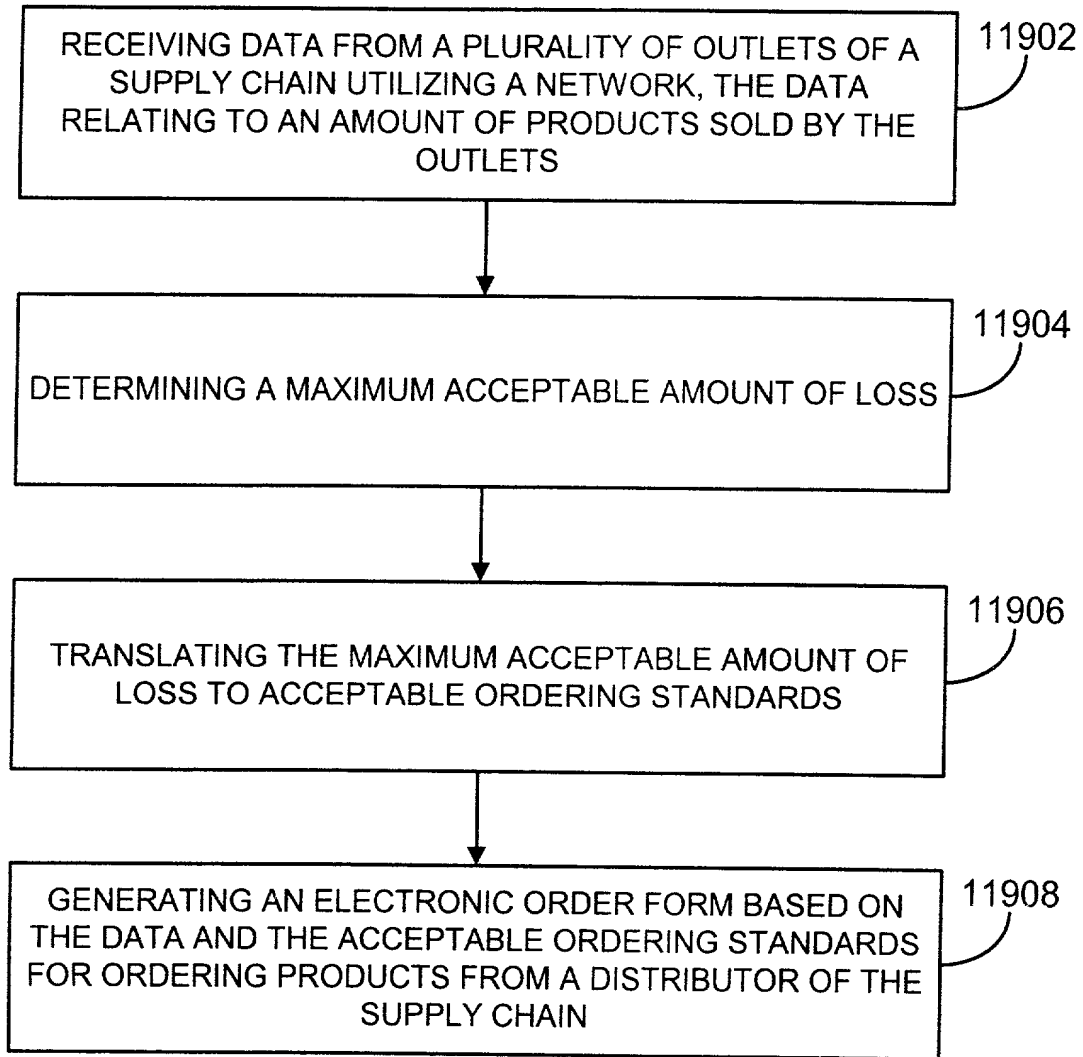 RECEIVING DATA FROM A PLURALITY OF OUTLETS OF A
SUPPLY CHAIN UTILIZING A NETWORK, THE DATA
RELATING TO AN AMOUNT OF PRODUCTS SOLD BY THE
OUTLETS
11902
DETERMINING A MAXIMUM ACCEPTABLE AMOUNT OF LOSS
11904
TRANSLATING THE MAXIMUM ACCEPTABLE AMOUNT OF
LOSS TO ACCEPTABLE ORDERING STANDARDS
11906
GENERATING AN ELECTRONIC ORDER FORM BASED ON
THE DATA AND THE ACCEPTABLE ORDERING STANDARDS
FOR ORDERING PRODUCTS FROM A DISTRIBUTOR OF THE
SUPPLY CHAIN
11908